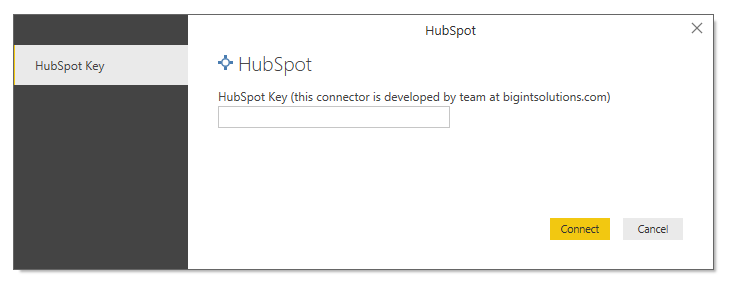 HubSpot
HubSpot Key
HubSpot
HubSpot Key (this connector is developed by team at bigintsolutions.com)
Connect
Cancel